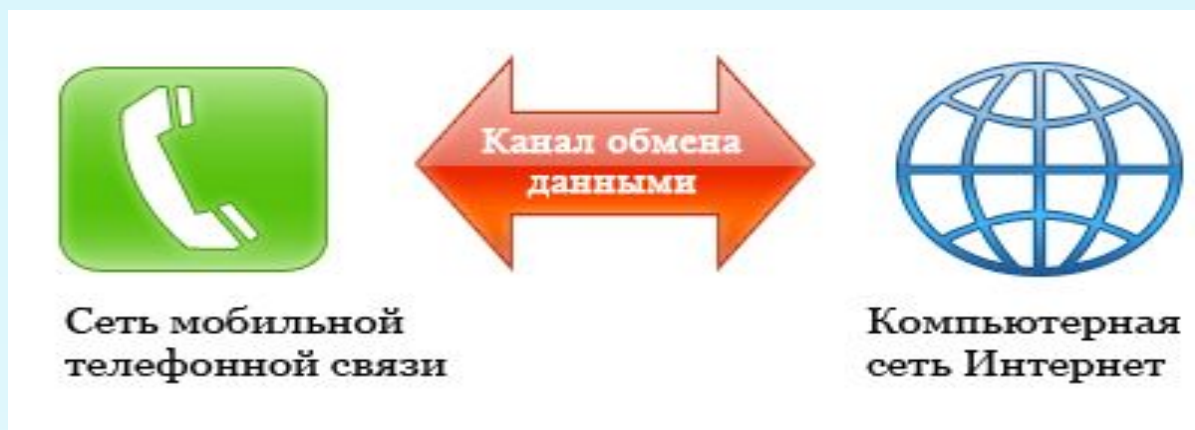 Канал обмена
данными
Сеть мобильной
телефонной связи
Компьютерная
сеть Интернет